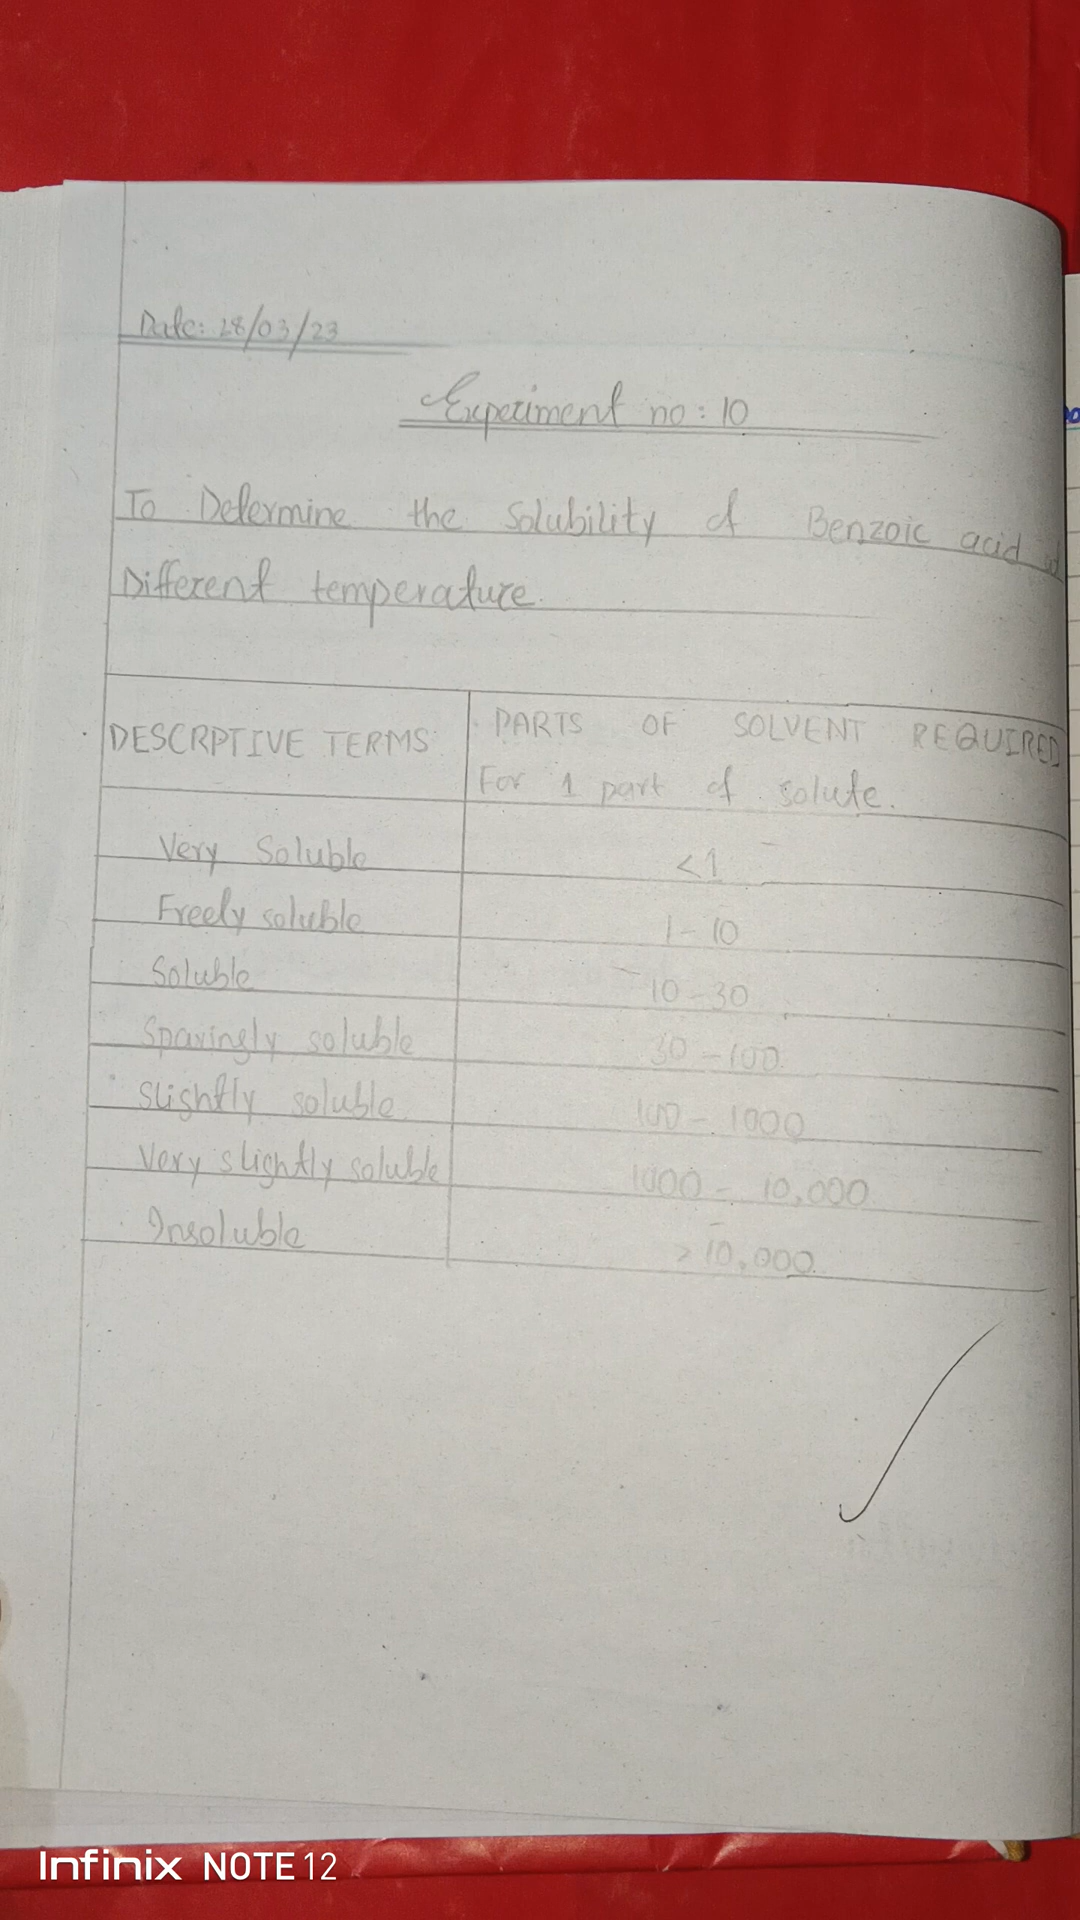 Date: 28/03/23
Experiment no: 10
To Determine the Solubility of Benzoic acid
Different temperature.
DESCRPTIVE TERMS
PARTS OF SOLVENT REQUIRED
For 1 part of solute.
Very Soluble <1
Freely soluble 1-10
Soluble 10-30
Sparingly soluble 30-100
Slightly soluble 100-1000
Very slightly soluble 1000-10,000
Insoluble >10,000
Infinix NOTE 12